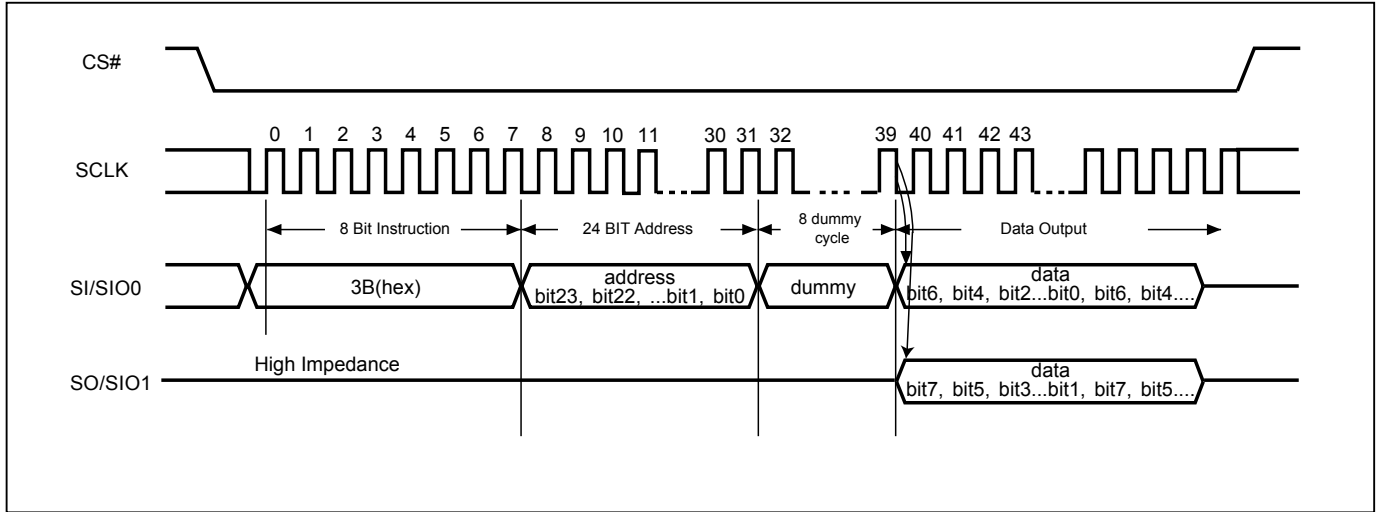 CS#
0 1 2 3 4 5 6 7 8 9 10 11 30 31 32 39 40 41 42 43
SCLK
8 Bit Instruction 24 BIT Address 8 dummy cycle Data Output
SI/SIO0
3B(hex)
address
bit23, bit22, ...bit1, bit0
dummy
data
bit6, bit4, bit2...bit0, bit6, bit4....
High Impedance
SO/SIO1
data
bit7, bit5, bit3...bit1, bit7, bit5....